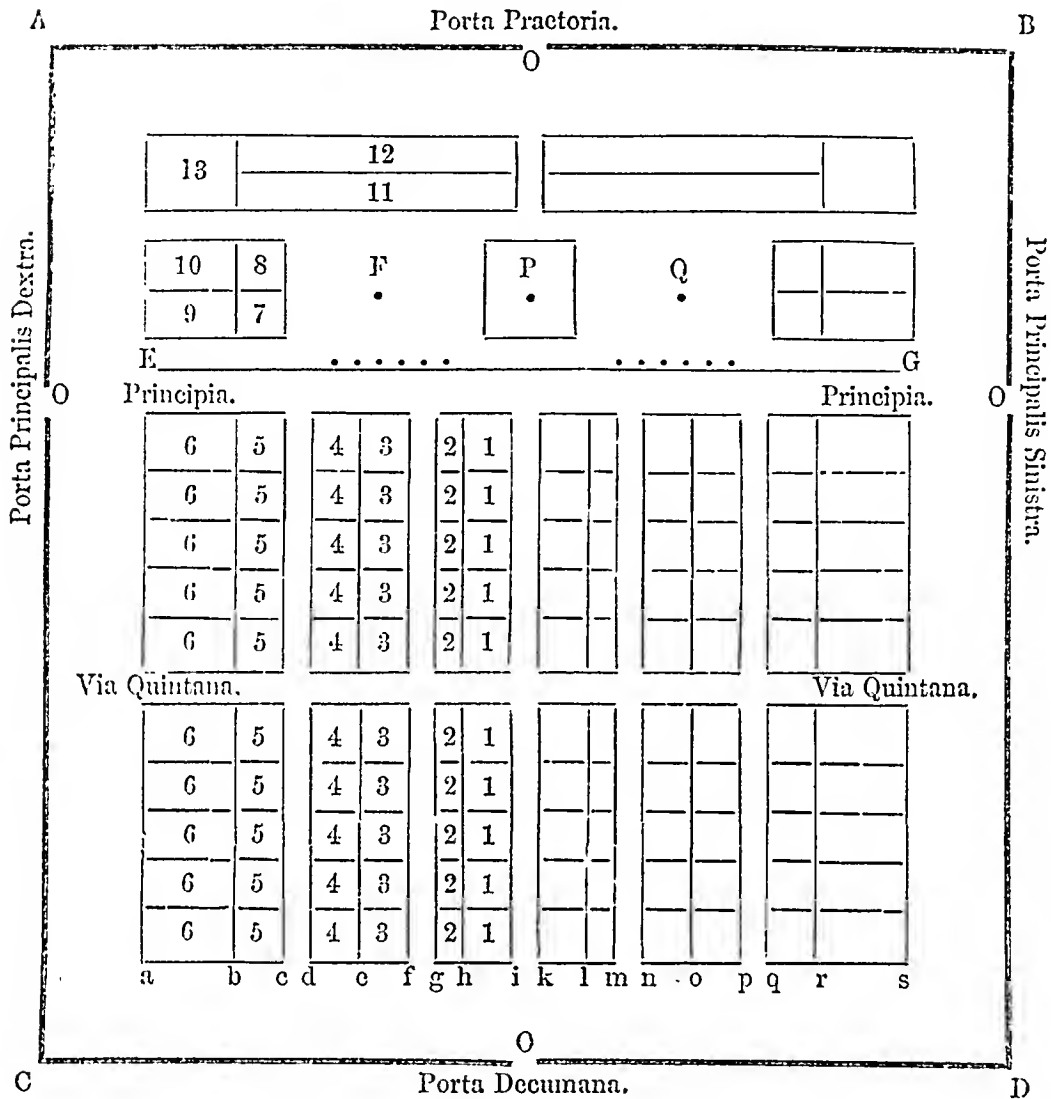 A Porta Praetoria. B
O
13 12
11
10 8 F P Q
9 7
E G
Porta Principalis Dextra.
Porta Principalis Sinistra.
O Principia. Principia. O
6 5 4 3 2 1
6 5 4 3 2 1
6 5 4 3 2 1
6 5 4 3 2 1
6 5 4 3 2 1
Via Quintana. Via Quintana.
6 5 4 3 2 1
6 5 4 3 2 1
6 5 4 3 2 1
6 5 4 3 2 1
6 5 4 3 2 1
a b c d e f g h i k l m n o p q r s
O
C Porta Decumana. D